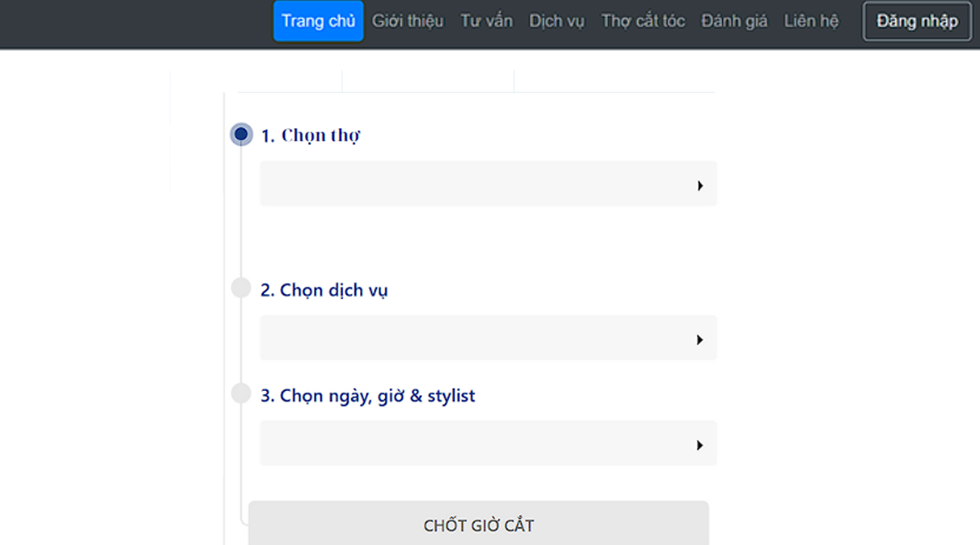 Trang chủ Giới thiệu Tư vấn Dịch vụ Thợ cắt tóc Đánh giá Liên hệ Đăng nhập
1. Chọn thợ
2. Chọn dịch vụ
3. Chọn ngày, giờ & stylist
CHỐT GIỜ CẮT